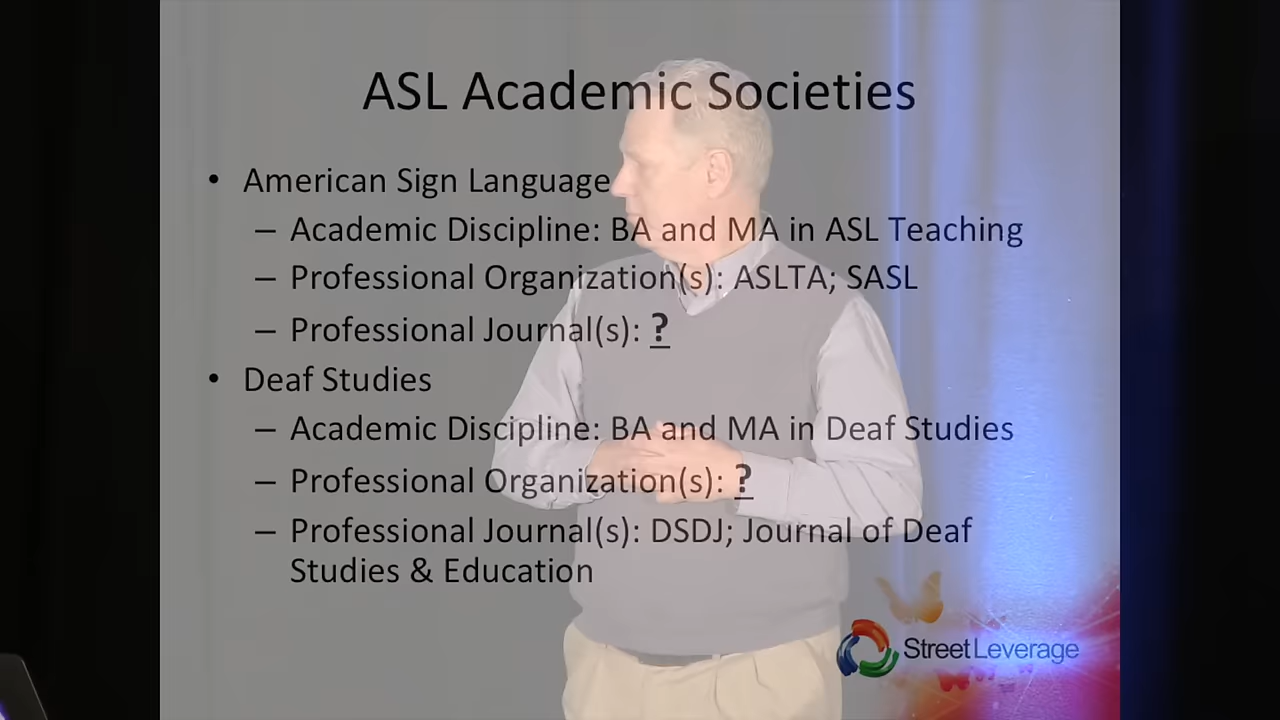 ASL Academic Societies
• American Sign Language
– Academic Discipline: BA and MA in ASL Teaching
– Professional Organization(s): ASLTA; SASL
– Professional Journal(s): ?
• Deaf Studies
– Academic Discipline: BA and MA in Deaf Studies
– Professional Organization(s): ?
– Professional Journal(s): DSDJ; Journal of Deaf
Studies & Education
StreetLeverage